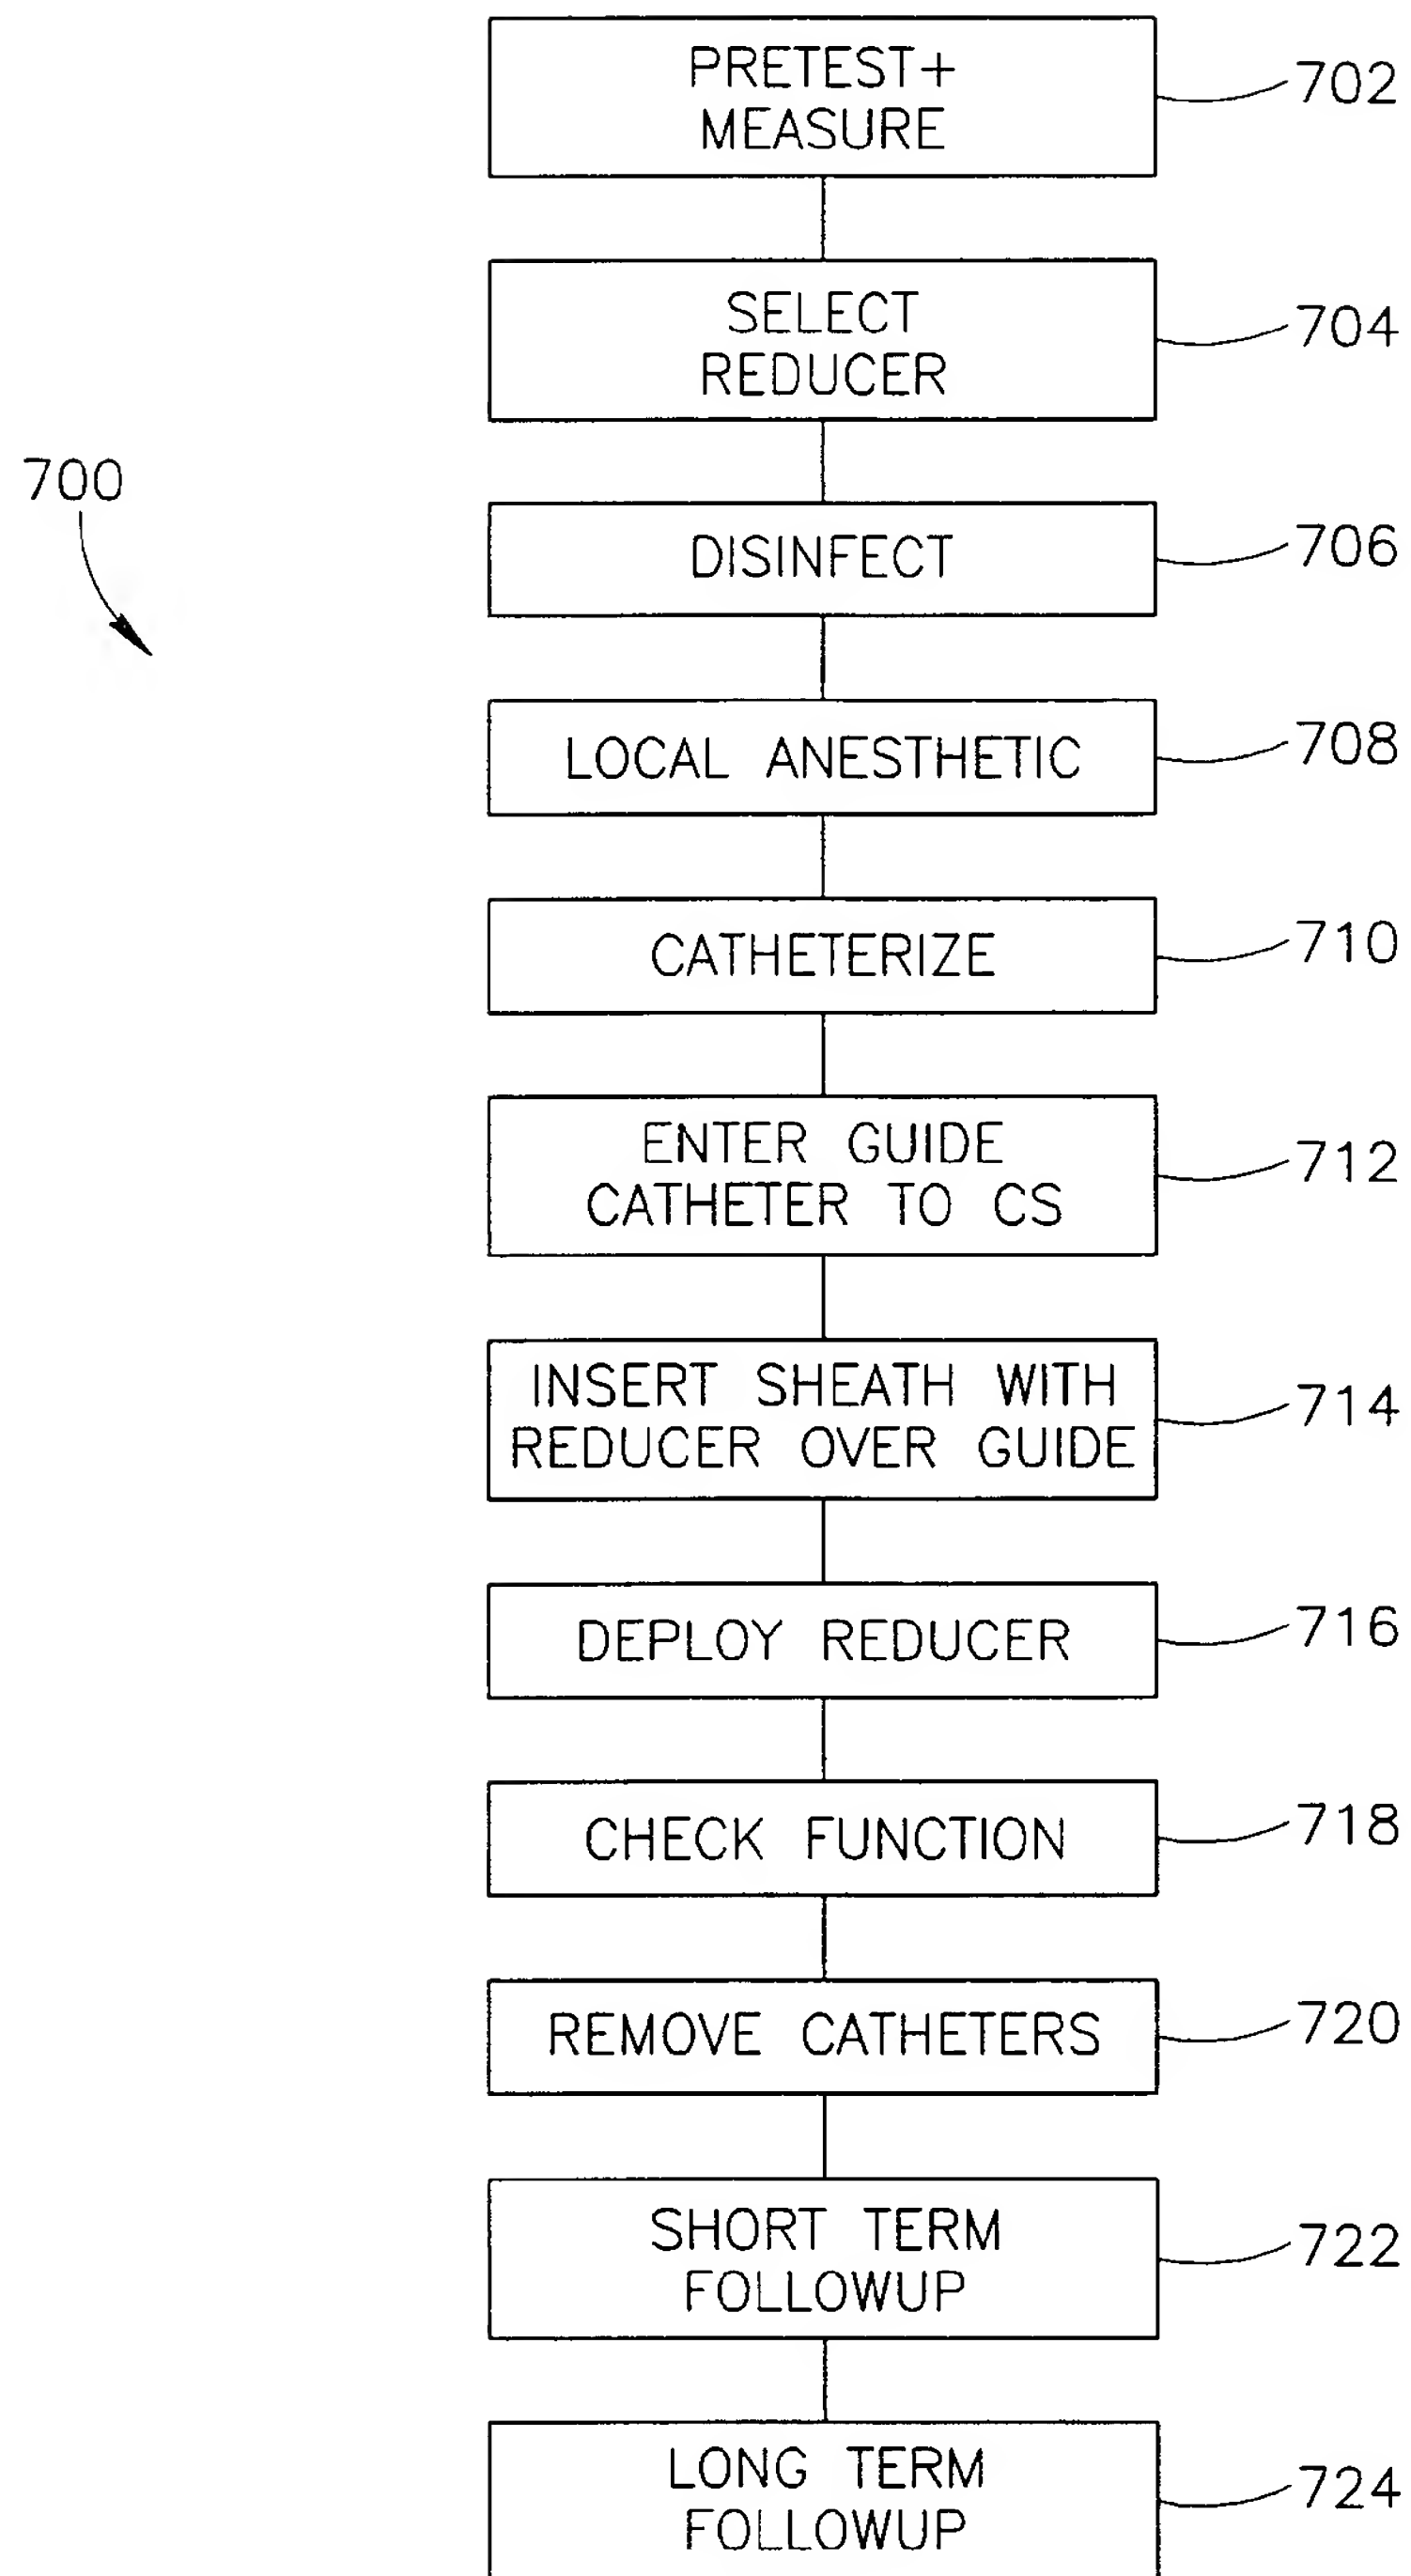 PRETEST+
MEASURE
702
SELECT
REDUCER
704
700
DISINFECT
706
LOCAL ANESTHETIC
708
CATHETERIZE
710
ENTER GUIDE
CATHETER TO CS
712
INSERT SHEATH WITH
REDUCER OVER GUIDE
714
DEPLOY REDUCER
716
CHECK FUNCTION
718
REMOVE CATHETERS
720
SHORT TERM
FOLLOWUP
722
LONG TERM
FOLLOWUP
724